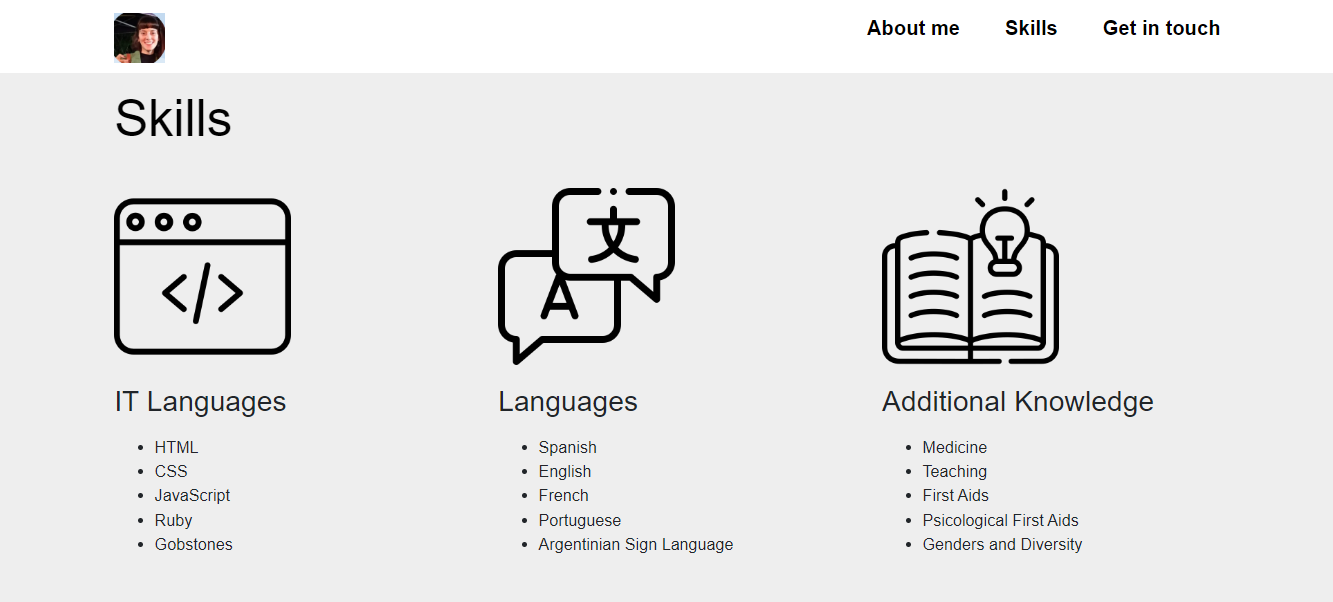 About me Skills Get in touch
Skills
</>
文
A
IT Languages
HTML
CSS
JavaScript
Ruby
Gobstones
Languages
Spanish
English
French
Portuguese
Argentinian Sign Language
Additional Knowledge
Medicine
Teaching
First Aids
Psicological First Aids
Genders and Diversity